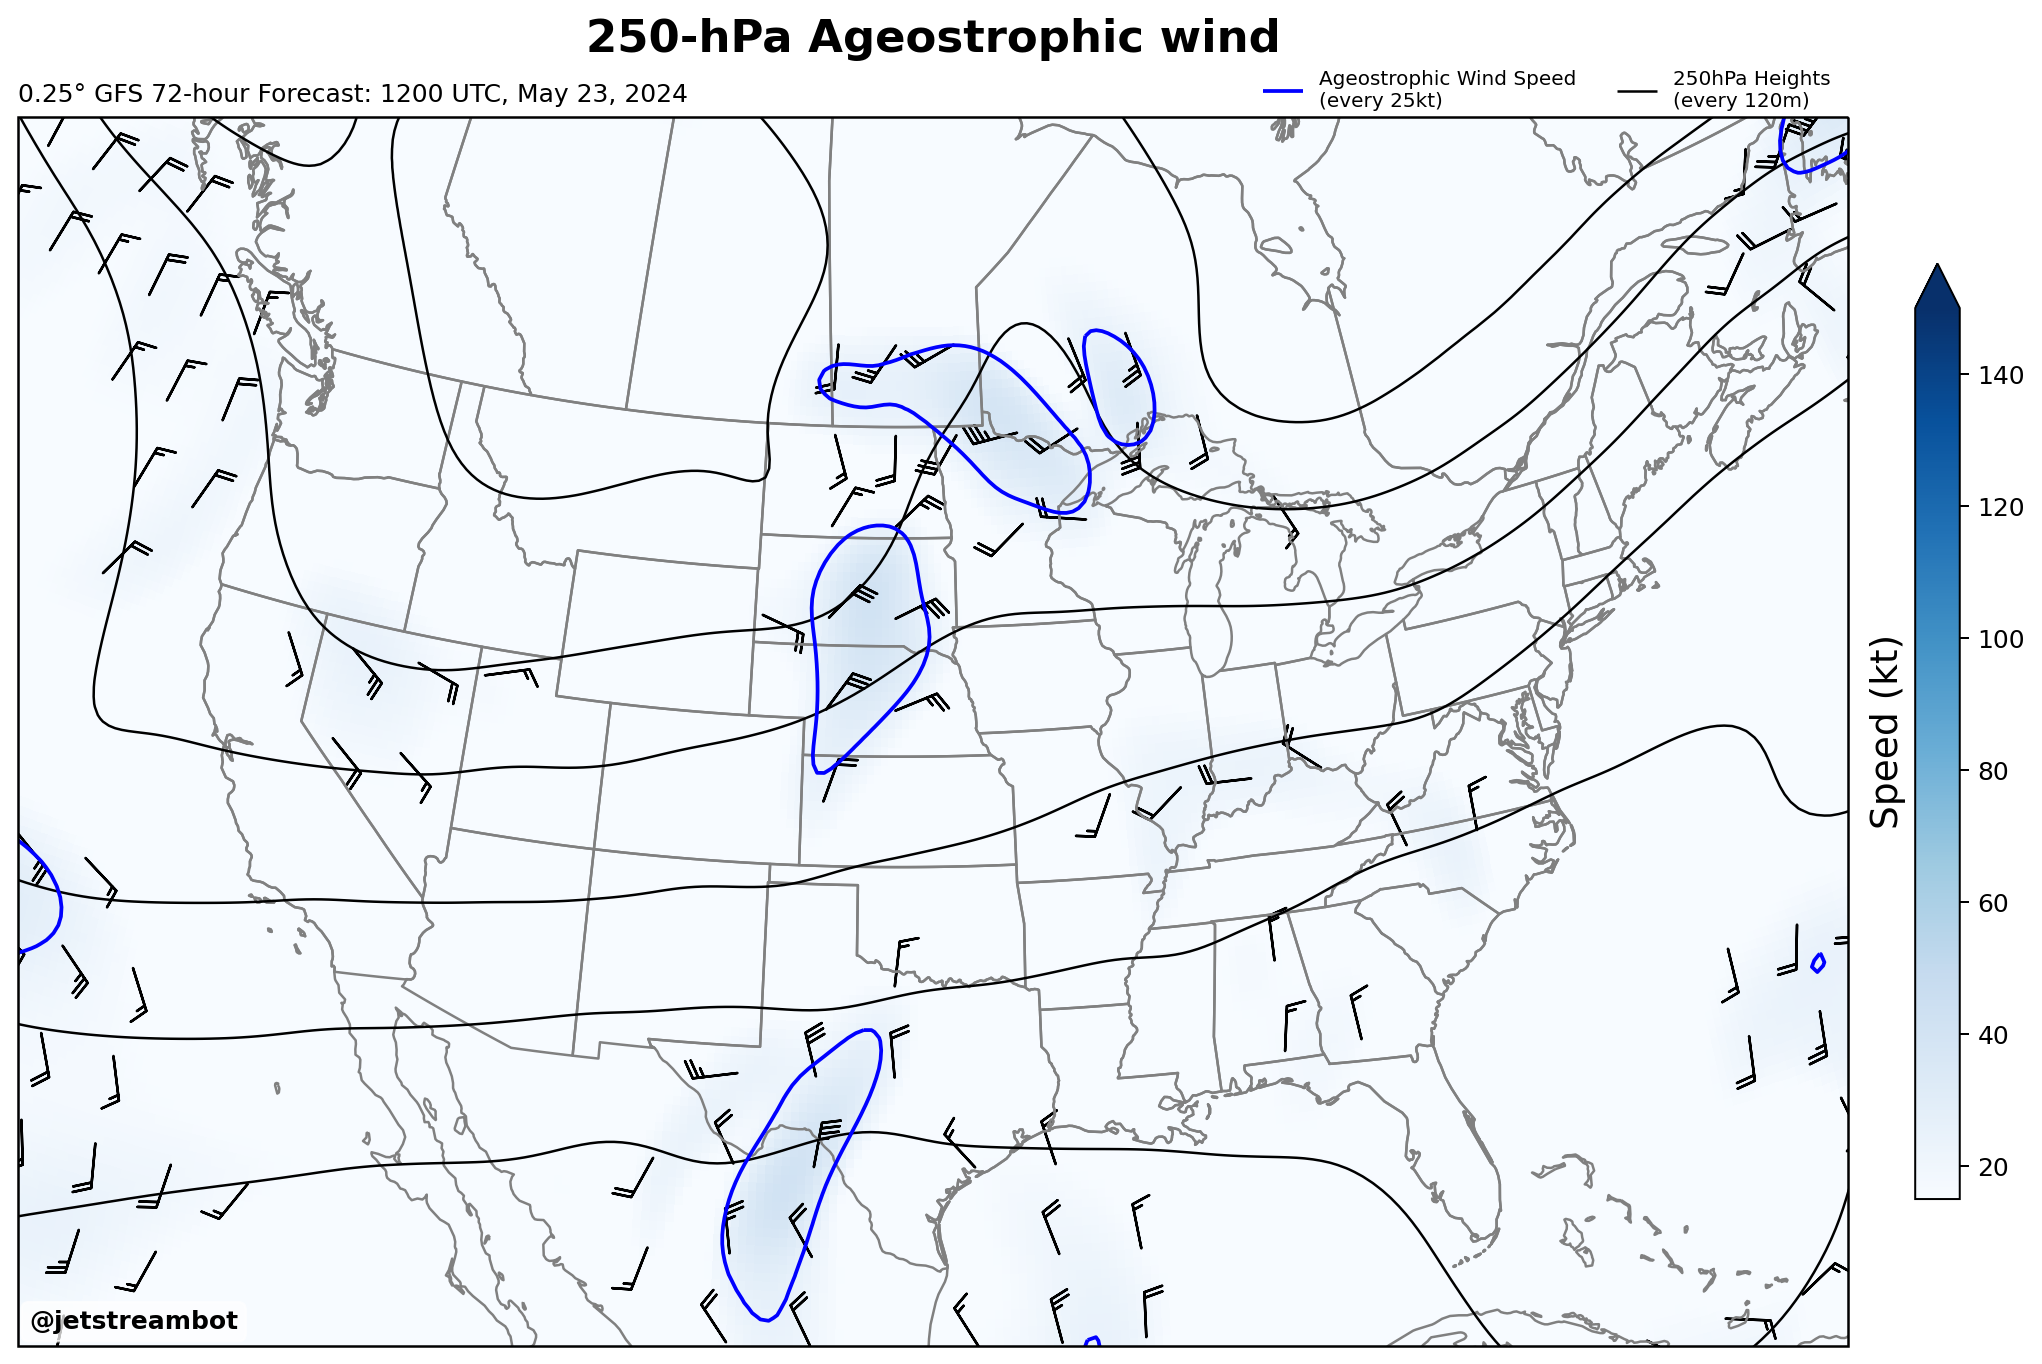 250-hPa Ageostrophic wind
0.25° GFS 72-hour Forecast: 1200 UTC, May 23, 2024
Ageostrophic Wind Speed
(every 25kt)
250hPa Heights
(every 120m)
140
120
100
80
60
40
20
Speed (kt)
@jetstreambot